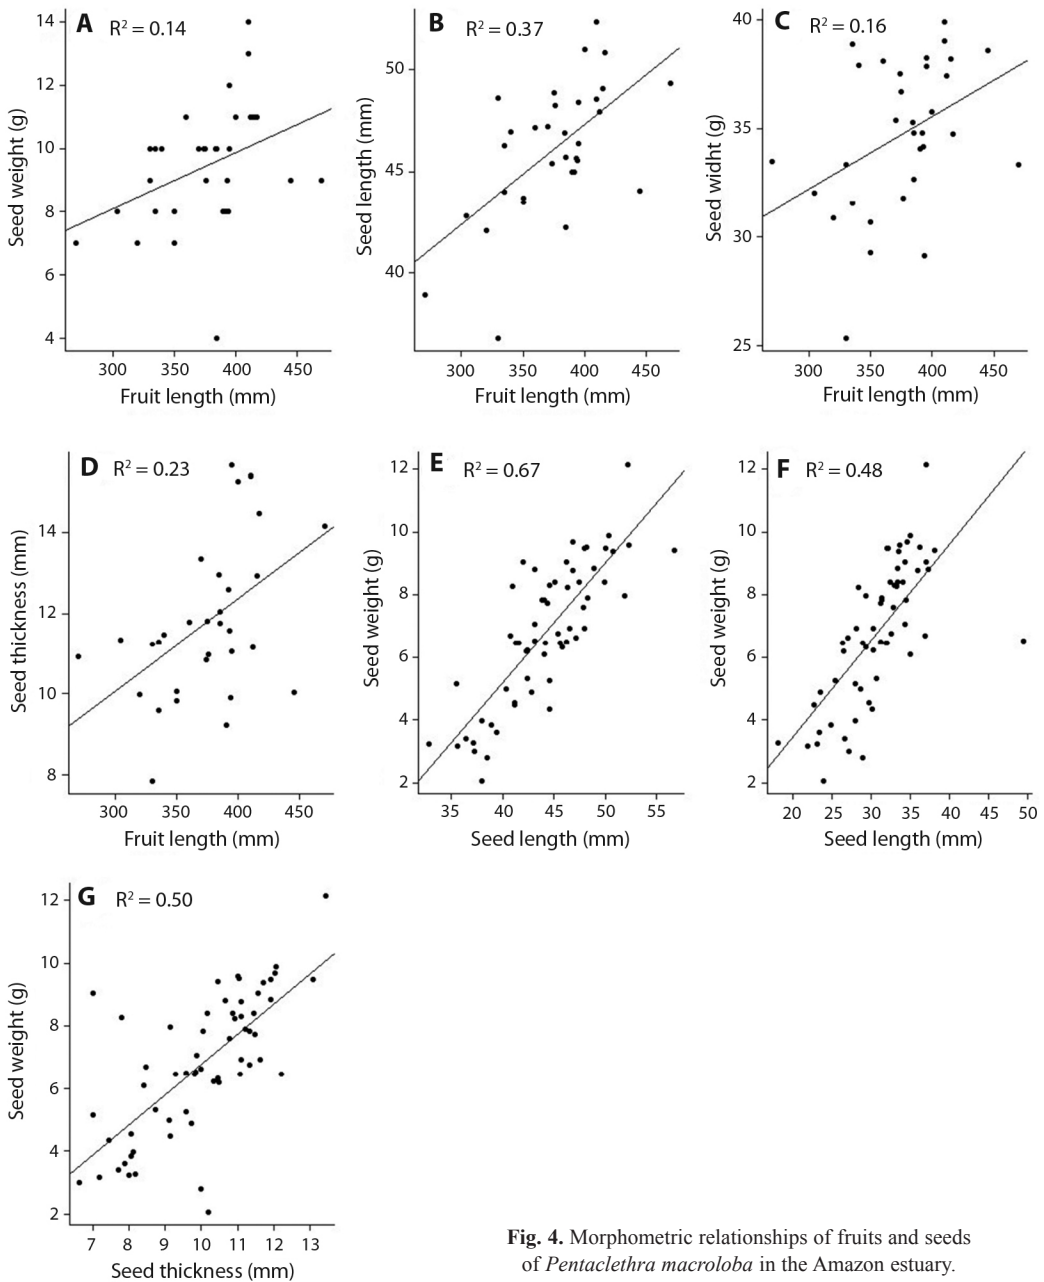 A R² = 0.14
14
12
10
8
6
4
Seed weight (g)
300 350 400 450
Fruit length (mm)
B R² = 0.37
50
45
40
Seed length (mm)
300 350 400 450
Fruit length (mm)
C R² = 0.16
40
35
30
25
Seed widht (g)
300 350 400 450
Fruit length (mm)
D R² = 0.23
14
12
10
8
Seed thickness (mm)
300 350 400 450
Fruit length (mm)
E R² = 0.67
12
10
8
6
4
2
Seed weight (g)
35 40 45 50 55
Seed length (mm)
F R² = 0.48
12
10
8
6
4
2
Seed weight (g)
20 25 30 35 40 45 50
Seed length (mm)
G R² = 0.50
12
10
8
6
4
2
Seed weight (g)
7 8 9 10 11 12 13
Seed thickness (mm)
Fig. 4. Morphometric relationships of fruits and seeds
of Pentaclethra macroloba in the Amazon estuary.